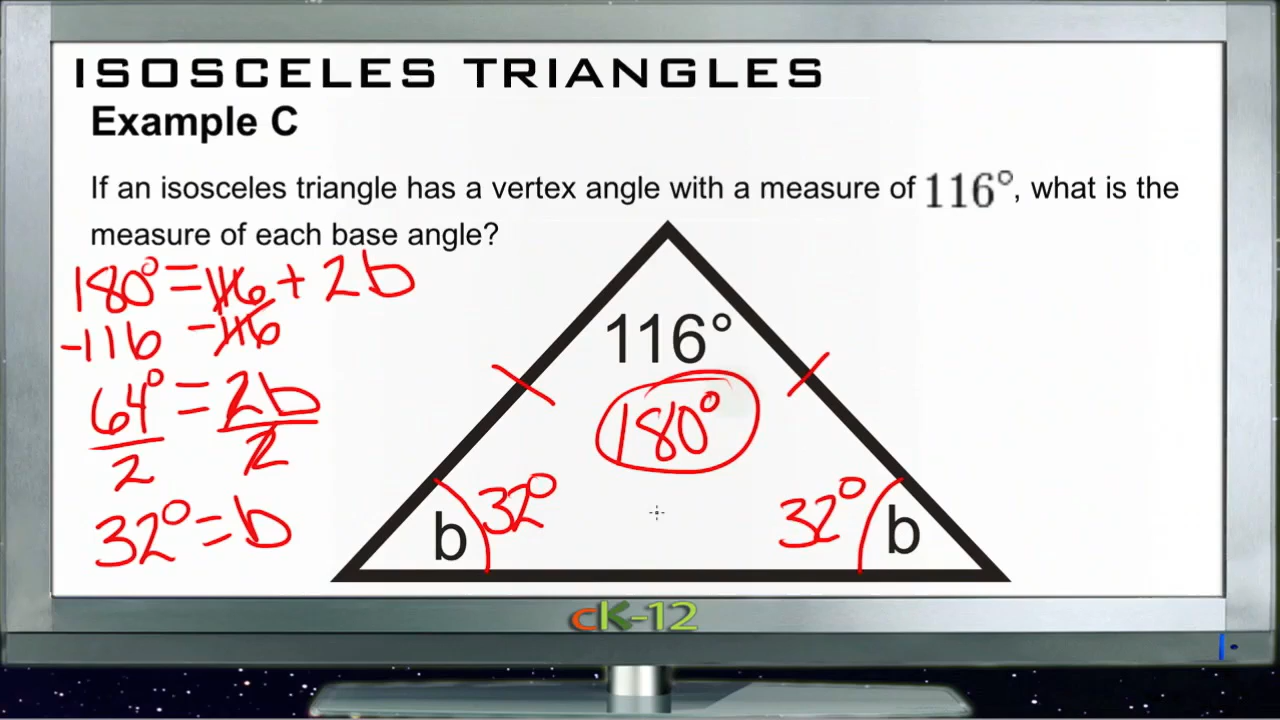 ISOSCELES TRIANGLES
Example C
If an isosceles triangle has a vertex angle with a measure of 116°, what is the
measure of each base angle?
180° = 116 + 2b
-116 -116
64° = 2b
2 2
32° = b
116°
180°
b 32°
32° b
cK-12